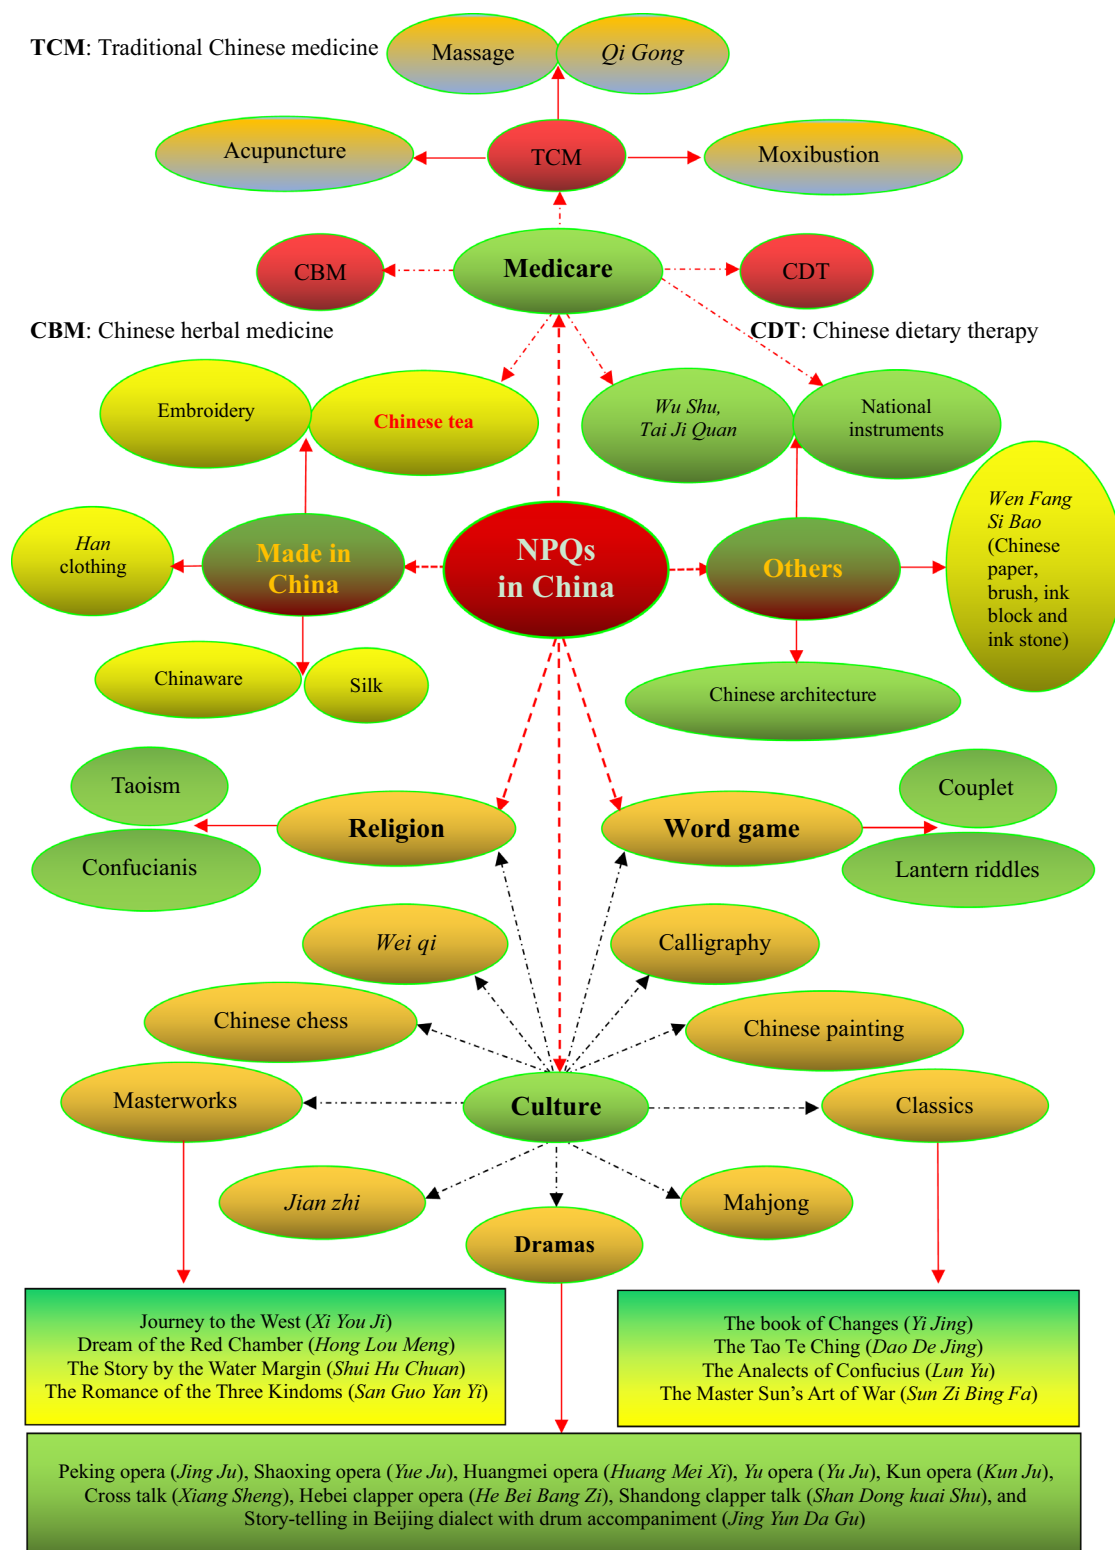 TCM: Traditional Chinese medicine
Massage
Qi Gong
Acupuncture
TCM
Moxibustion
CBM
Medicare
CDT
CBM: Chinese herbal medicine
CDT: Chinese dietary therapy
Embroidery
Chinese tea
Wu Shu,
Tai Ji Quan
National
instruments
Han
clothing
Made in
China
NPQs
in China
Others
Wen Fang
Si Bao
(Chinese
paper,
brush, ink
block and
ink stone)
Chinaware
Silk
Chinese architecture
Taoism
Confucianis
Religion
Word game
Couplet
Lantern riddles
Wei qi
Calligraphy
Chinese chess
Chinese painting
Masterworks
Culture
Classics
Jian zhi
Dramas
Mahjong
Journey to the West (Xi You Ji)
Dream of the Red Chamber (Hong Lou Meng)
The Story by the Water Margin (Shui Hu Chuan)
The Romance of the Three Kindoms (San Guo Yan Yi)
The book of Changes (Yi Jing)
The Tao Te Ching (Dao De Jing)
The Analects of Confucius (Lun Yu)
The Master Sun's Art of War (Sun Zi Bing Fa)
Peking opera (Jing Ju), Shaoxing opera (Yue Ju), Huangmei opera (Huang Mei Xi), Yu opera (Yu Ju), Kun opera (Kun Ju),
Cross talk (Xiang Sheng), Hebei clapper opera (He Bei Bang Zi), Shandong clapper talk (Shan Dong kuai Shu), and
Story-telling in Beijing dialect with drum accompaniment (Jing Yun Da Gu)